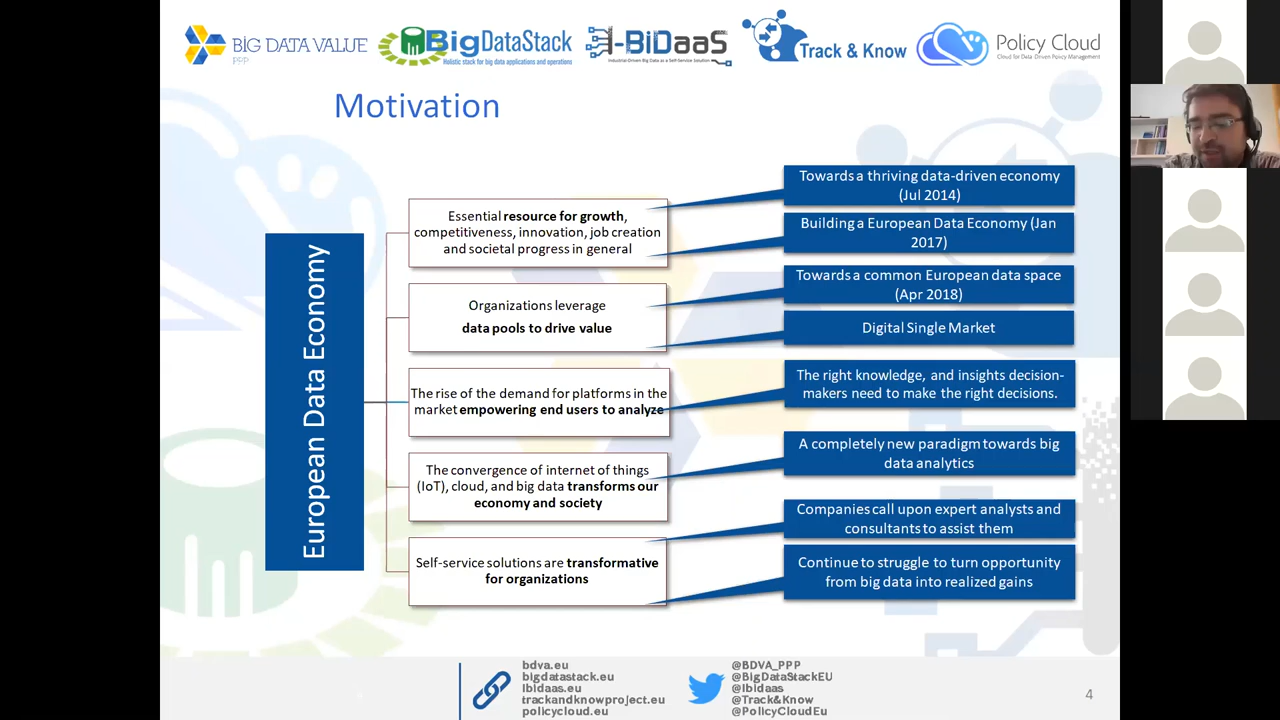 BIG DATA VALUE
PPP
BigDataStack
Holistic stack for big data applications and operations
I-BiDaaS
Industrial-Driven Big Data as a Self-Service Solution
Track & Know
Policy Cloud
Cloud for Data Driven Policy Management
Motivation
European Data Economy
Essential resource for growth,
competitiveness, innovation, job creation
and societal progress in general
Organizations leverage
data pools to drive value
The rise of the demand for platforms in the
market empowering end users to analyze
The convergence of internet of things
(IoT), cloud, and big data transforms our
economy and society
Self-service solutions are transformative
for organizations
Towards a thriving data-driven economy
(Jul 2014)
Building a European Data Economy (Jan
2017)
Towards a common European data space
(Apr 2018)
Digital Single Market
The right knowledge, and insights decision-
makers need to make the right decisions.
A completely new paradigm towards big
data analytics
Companies call upon expert analysts and
consultants to assist them
Continue to struggle to turn opportunity
from big data into realized gains
bdva.eu
bigdatastack.eu
Ibidaas.eu
trackandknowproject.eu
policycloud.eu
@BDVA_PPP
@BigDataStackEU
@Ibidaas
@Track&Know
@PolicyCloudEu
4